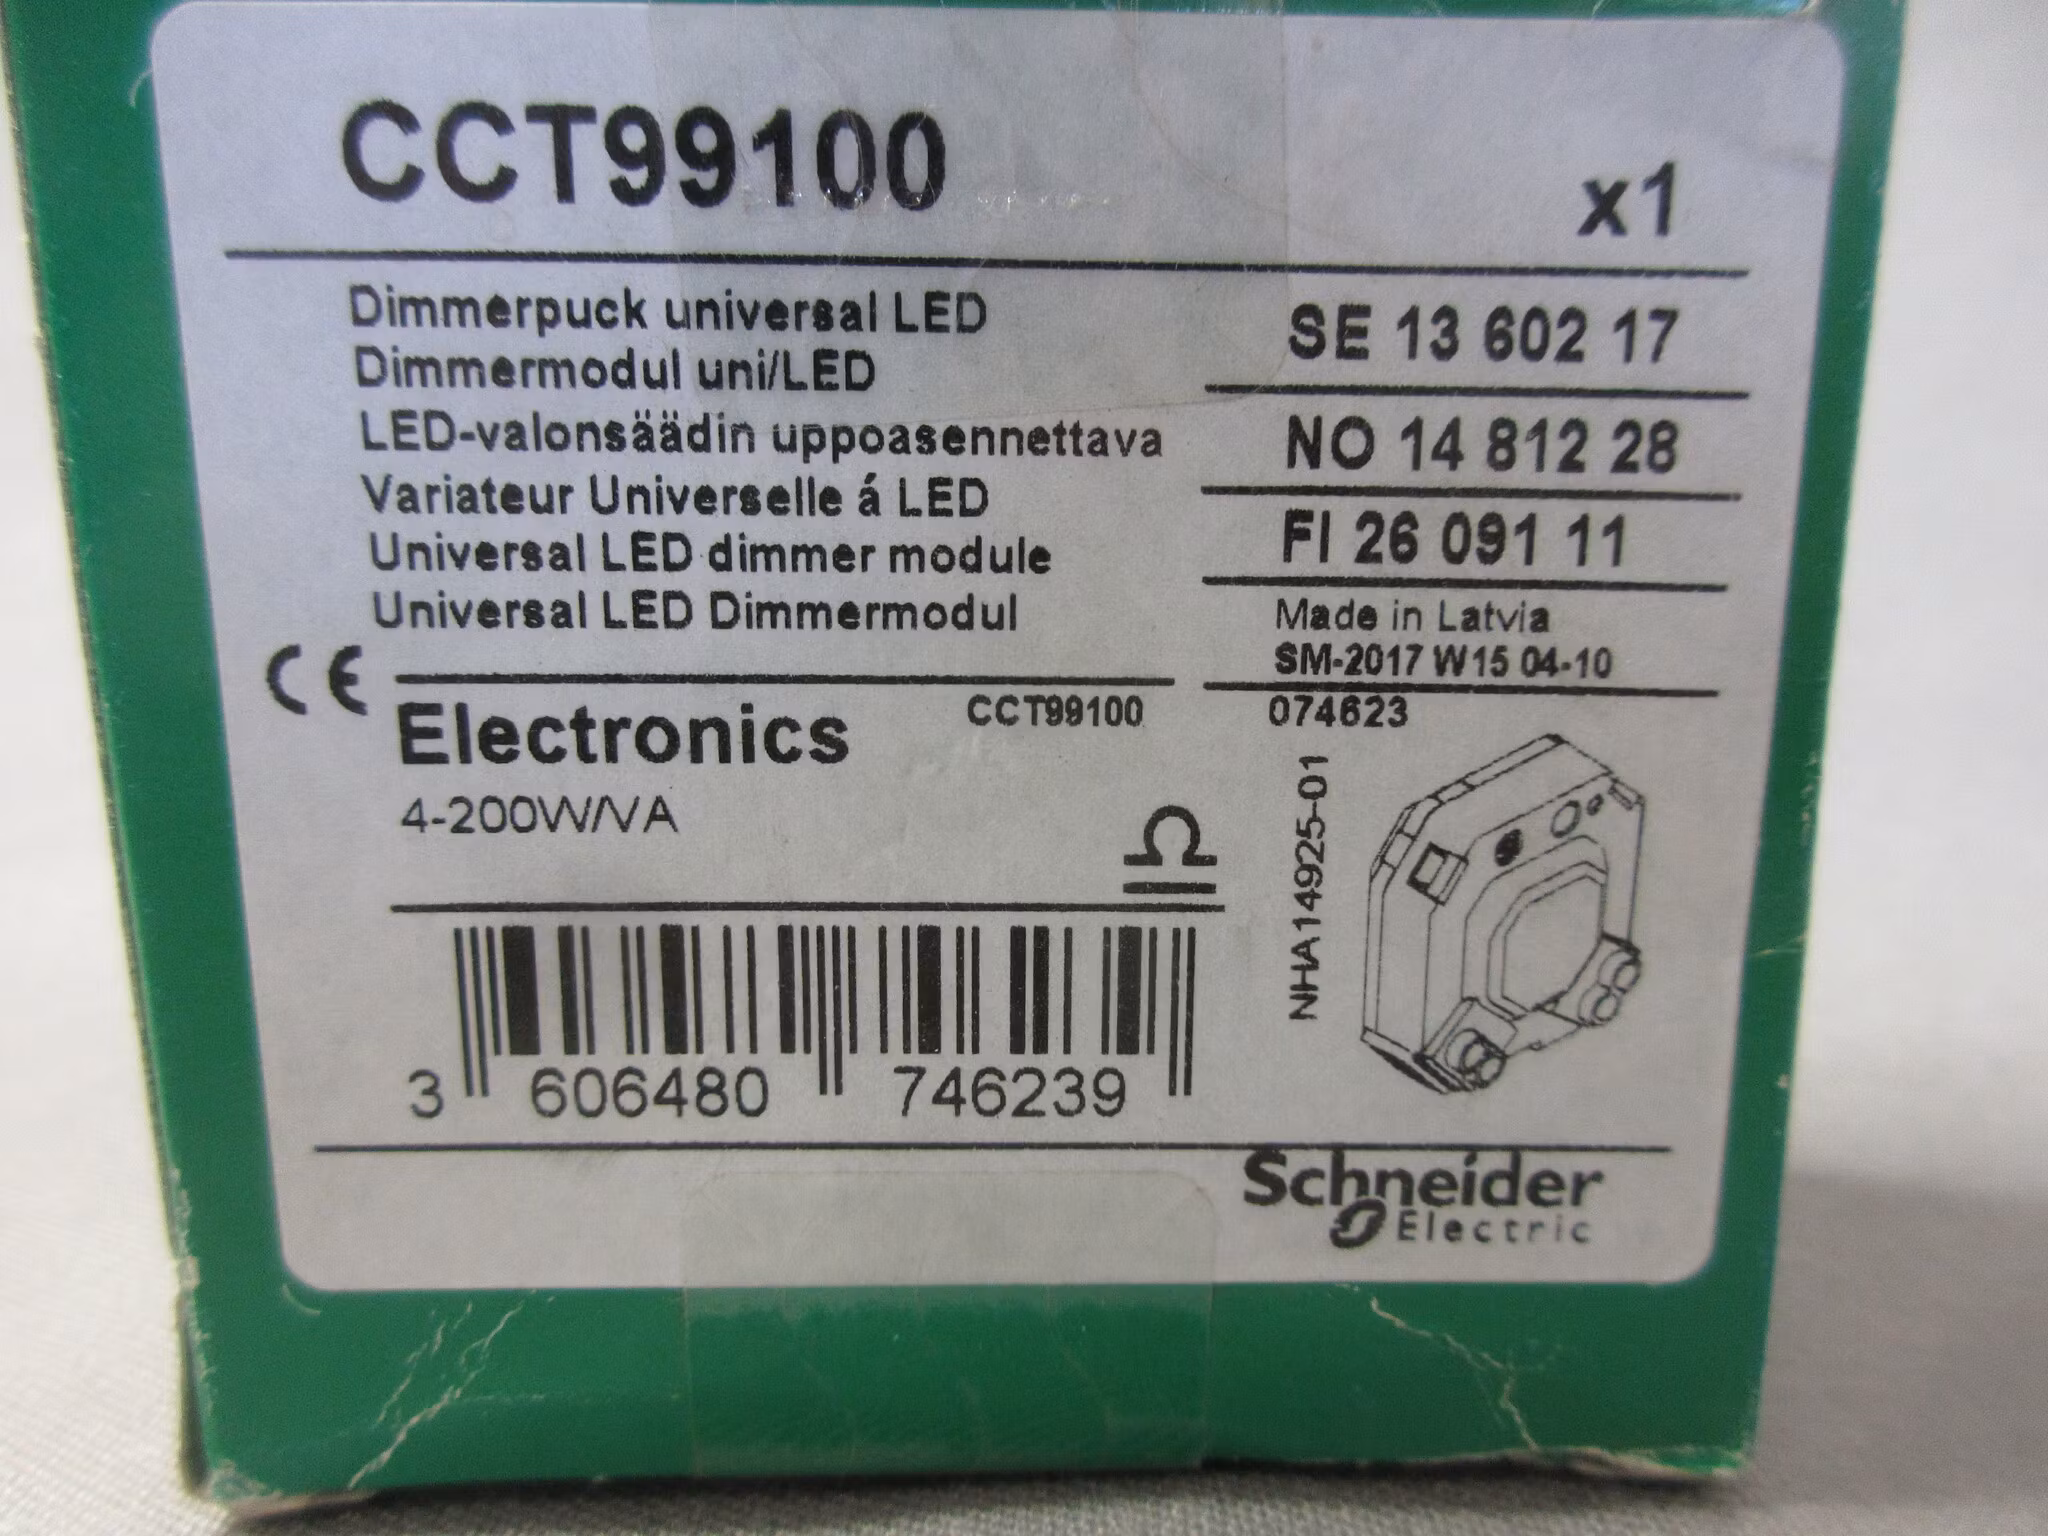 CCT99100
x1
Dimmerpuck universal LED
Dimmermodul uni/LED
LED-valonsäädin uppoasennettava
Variateur Universelle á LED
Universal LED dimmer module
Universal LED Dimmermodul
SE 13 602 17
NO 14 812 28
FI 26 091 11
Made in Latvia
SM-2017 W15 04-10
074623
CE
Electronics
CCT99100
4-200W/VA
NHA14925-01
3 606480 746239
Schneider
Electric